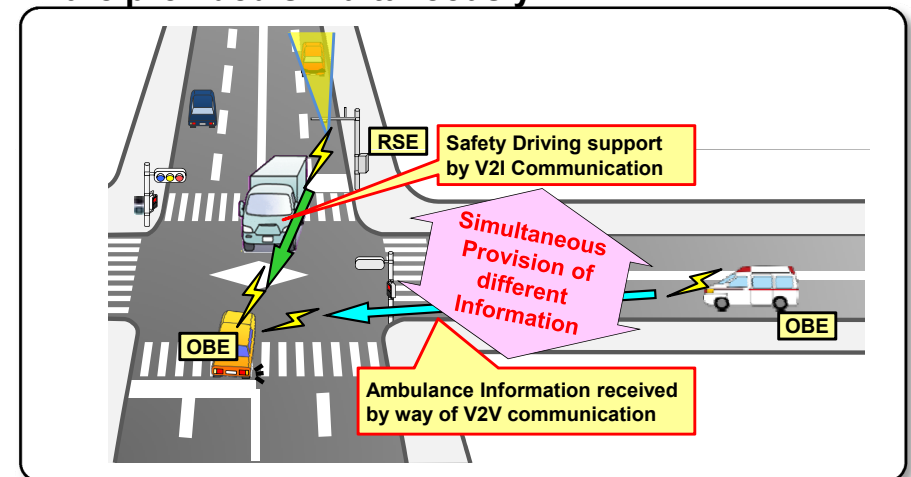 RSE
Safety Driving support
by V2I Communication
Simultaneous
Provision of
different
Information
OBE
OBE
Ambulance Information received
by way of V2V communication